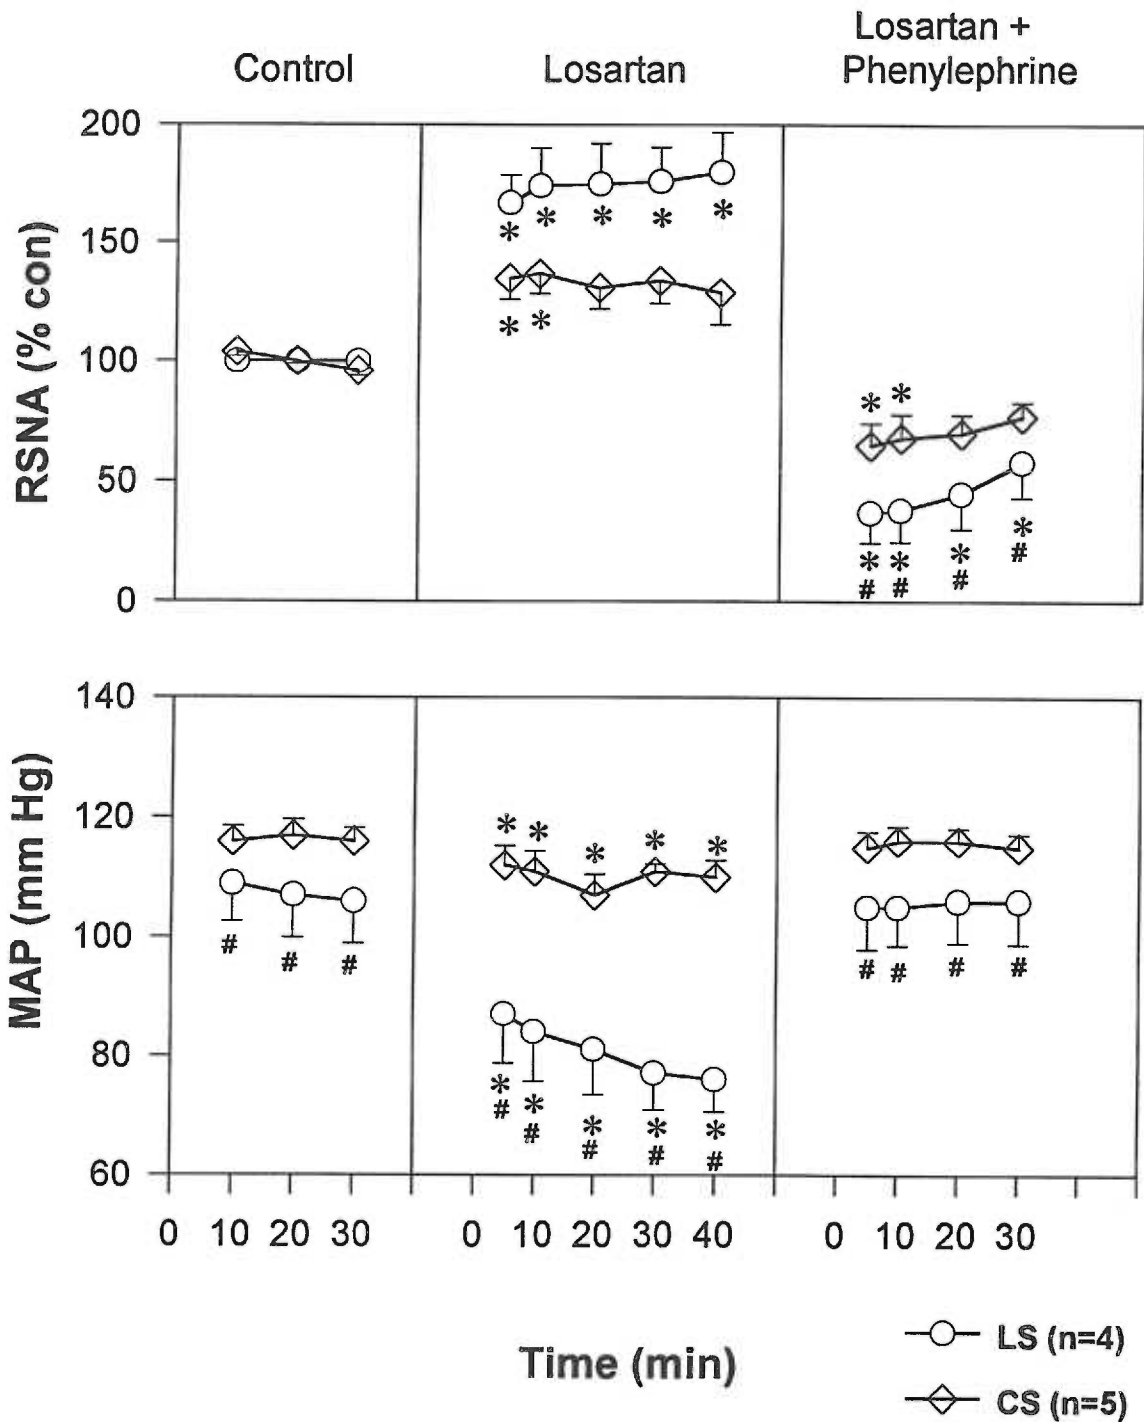 Control
Losartan
Losartan +
Phenylephrine
RSNA (% con)
200
150
100
50
0
* * * * *
* *
* *
* * * *
# # # #
MAP (mm Hg)
140
120
100
80
60
# # #
* * * * *
* * * * *
# # # # #
# # # #
0 10 20 30
0 10 20 30 40
0 10 20 30
Time (min)
LS (n=4)
CS (n=5)